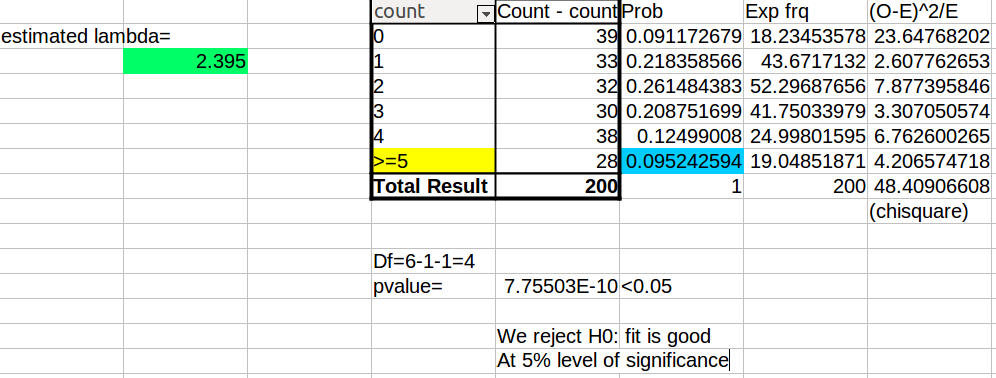 count Count - count Prob Exp frq (O-E)^2/E
estimated lambda= 0 39 0.091172679 18.23453578 23.64768202
2.395 1 33 0.218358566 43.6717132 2.607762653
2 32 0.261484383 52.29687656 7.877395846
3 30 0.208751699 41.75033979 3.307050574
4 38 0.12499008 24.99801595 6.762600265
>=5 28 0.095242594 19.04851871 4.206574718
Total Result 200 1 200 48.40906608
(chisquare)
Df=6-1-1=4
pvalue= 7.75503E-10 <0.05
We reject H0: fit is good
At 5% level of significance